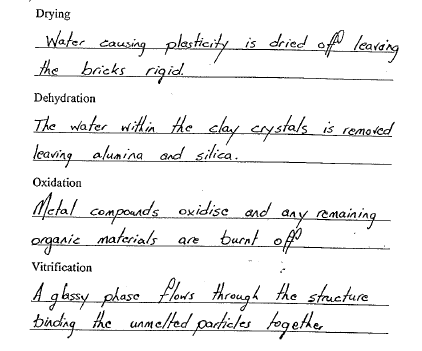 Drying
Water causing plasticity is dried off leaving
the bricks rigid.
Dehydration
The water within the clay crystals is removed
leaving alumina and silica.
Oxidation
Metal compounds oxidise and any remaining
organic materials are burnt off
Vitrification
A glassy phase flows through the structure
binding the unmelted particles together